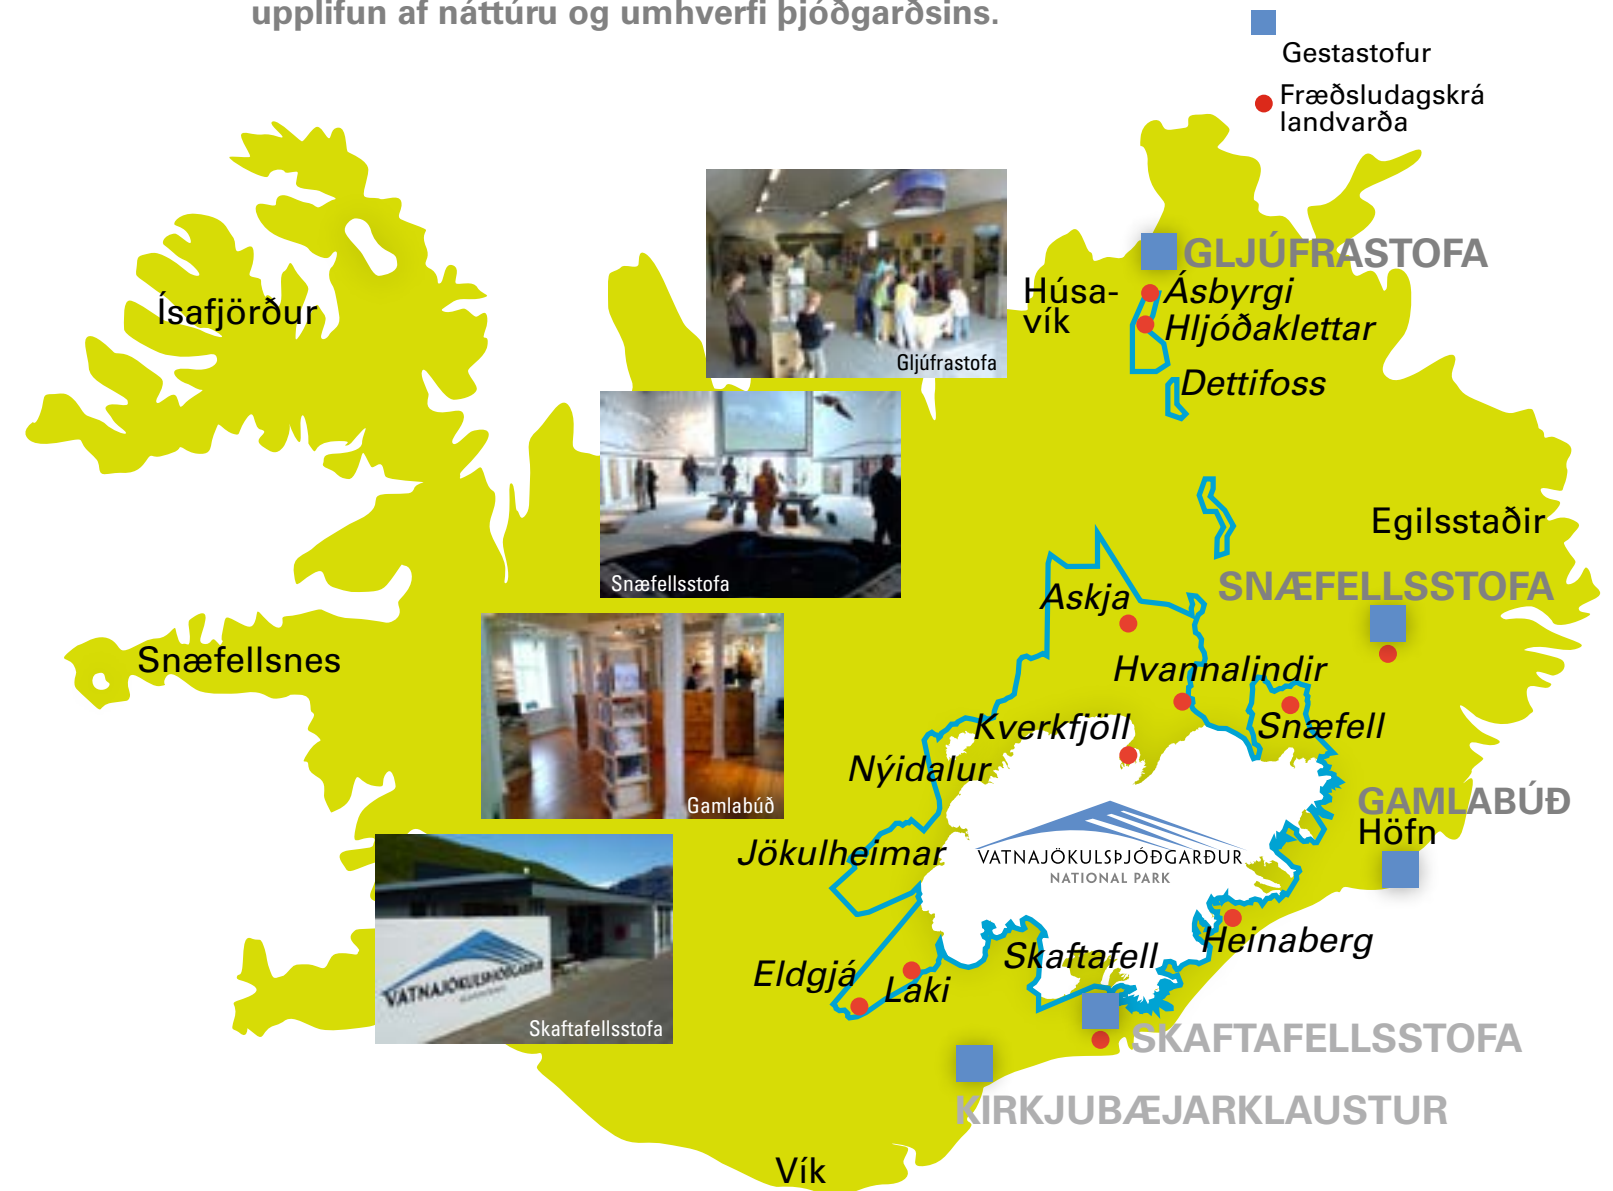 upplifun af náttúru og umhverfi þjóðgarðsins.
Gestastofur
Fræðsludagskrá
landvarða
GLJÚFRASTOFA
Ásbyrgi
Húsa-
vík
Hljóðaklettar
Gljúfrastofa
Dettifoss
Ísafjörður
Egilsstaðir
Snæfellsstofa
SNÆFELLSSTOFA
Askja
Snæfellsnes
Hvannalindir
Kverkfjöll
Snæfell
Nýidalur
Gamlabúð
GAMLABÚÐ
Höfn
Jökulheimar
VATNAJÖKULSÞJÓÐGARÐUR
NATIONAL PARK
Heinaberg
Skaftafell
Eldgjá
Laki
VATNAJÖKULSÞJÓÐGARÐUR
Skaftafellsstofa
SKAFTAFELLSSTOFA
KIRKJUBÆJARKLAUSTUR
Vík